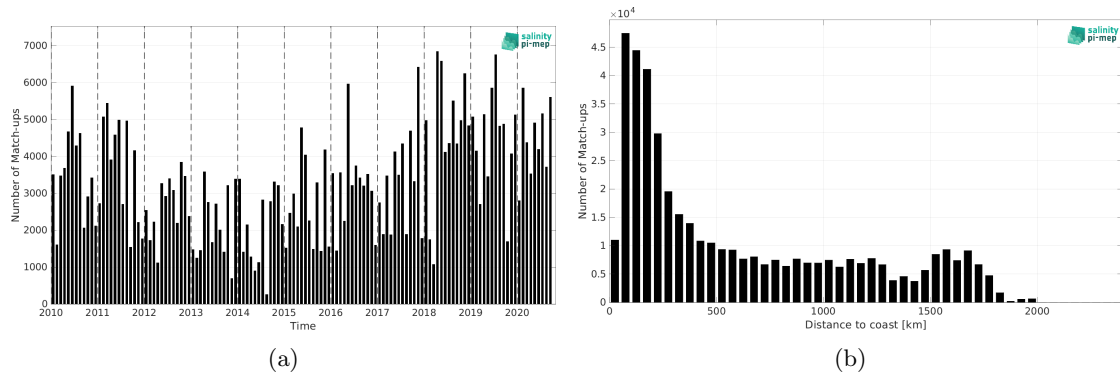 7000
6000
5000
4000
3000
2000
1000
0
Number of Match-ups
2010 2011 2012 2013 2014 2015 2016 2017 2018 2019 2020
Time
salinity
pi-mep
(a)
×10⁴
4.5
4
3.5
3
2.5
2
1.5
1
0.5
0
Number of Match-ups
0 500 1000 1500 2000
Distance to coast [km]
salinity
pi-mep
(b)